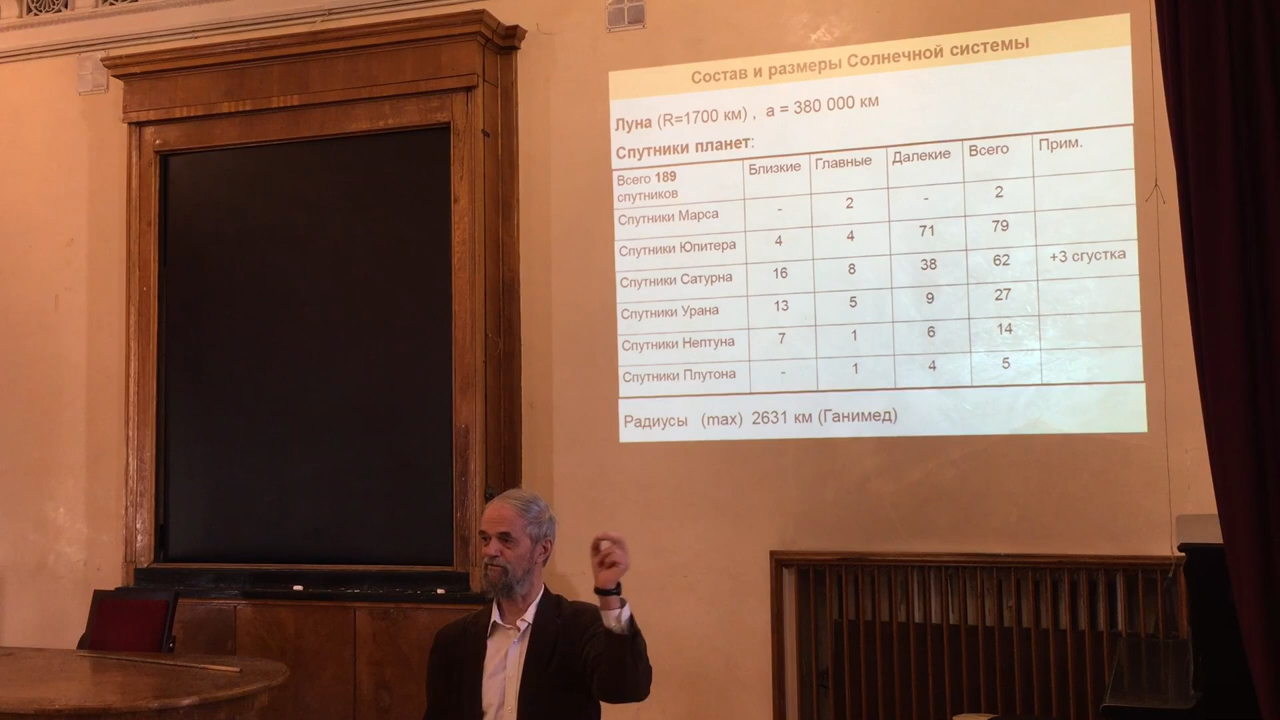 Состав и размеры Солнечной системы
Луна (R=1700 км) , a = 380 000 км
Спутники планет:
Всего 189 спутников Близкие Главные Далекие Всего Прим.
Спутники Марса - 2 - 2
Спутники Юпитера 4 4 71 79
Спутники Сатурна 16 8 38 62 +3 сгустка
Спутники Урана 13 5 9 27
Спутники Нептуна 7 1 6 14
Спутники Плутона - 1 4 5
Радиусы (max) 2631 км (Ганимед)